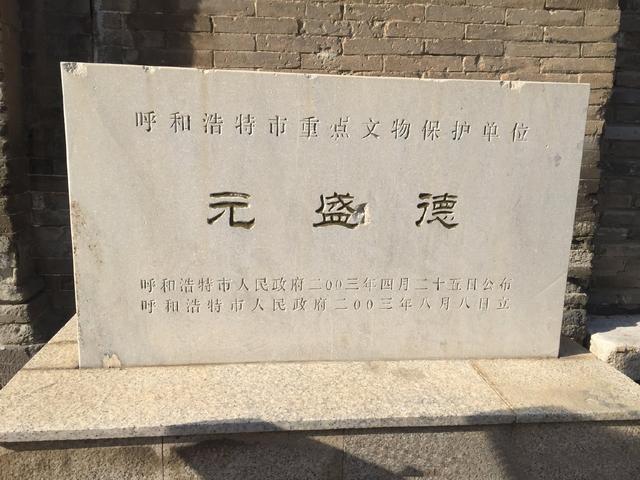 呼和浩特市重点文物保护单位
元盛德
呼和浩特市人民政府二00三年四月二十五日公布
呼和浩特市人民政府二00三年八月八日立